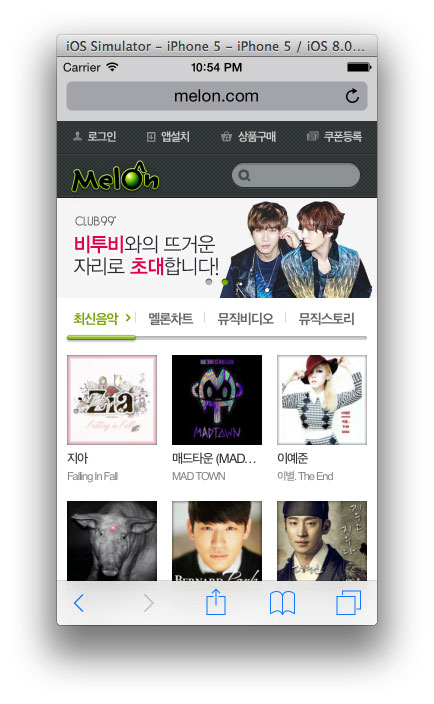 iOS Simulator - iPhone 5 - iPhone 5 / iOS 8.0...
Carrier 10:54 PM
melon.com
로그인 앱설치 상품구매 쿠폰등록
Melon
CLUB99°
비투비와의 뜨거운
자리로 초대합니다!
최신음악 멜론차트 뮤직비디오 뮤직스토리
Zia
Falling in Fall
MADTOWN
지아 매드타운 (MAD... 이예준
Falling In Fall MAD TOWN 이별. The End
BERNARD Park